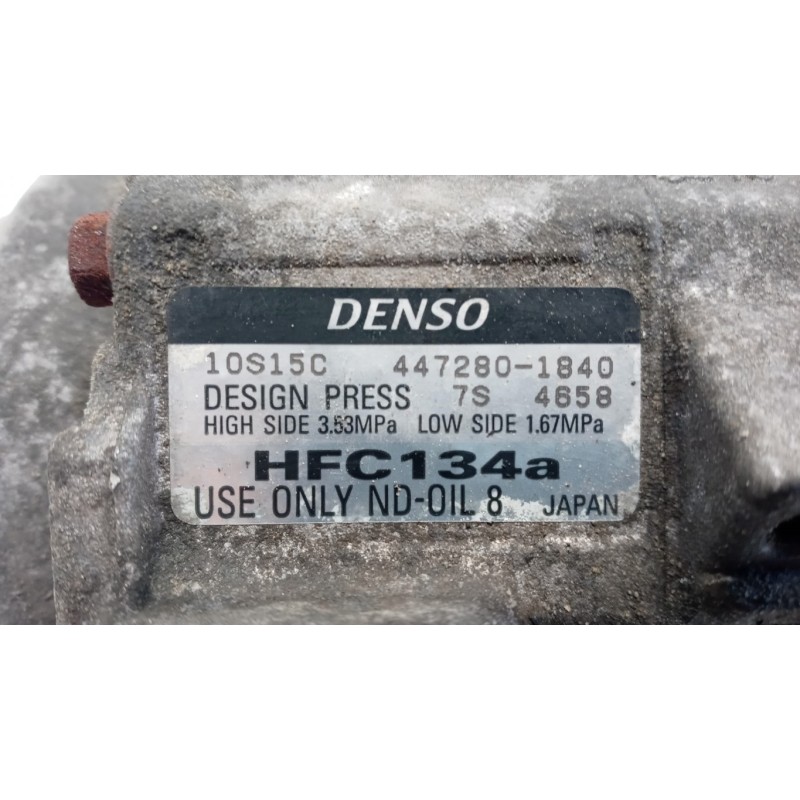 DENSO
10S15C 447280-1840
DESIGN PRESS 7S 4658
HIGH SIDE 3.53MPa LOW SIDE 1.67MPa
HFC134a
USE ONLY ND-OIL 8 JAPAN